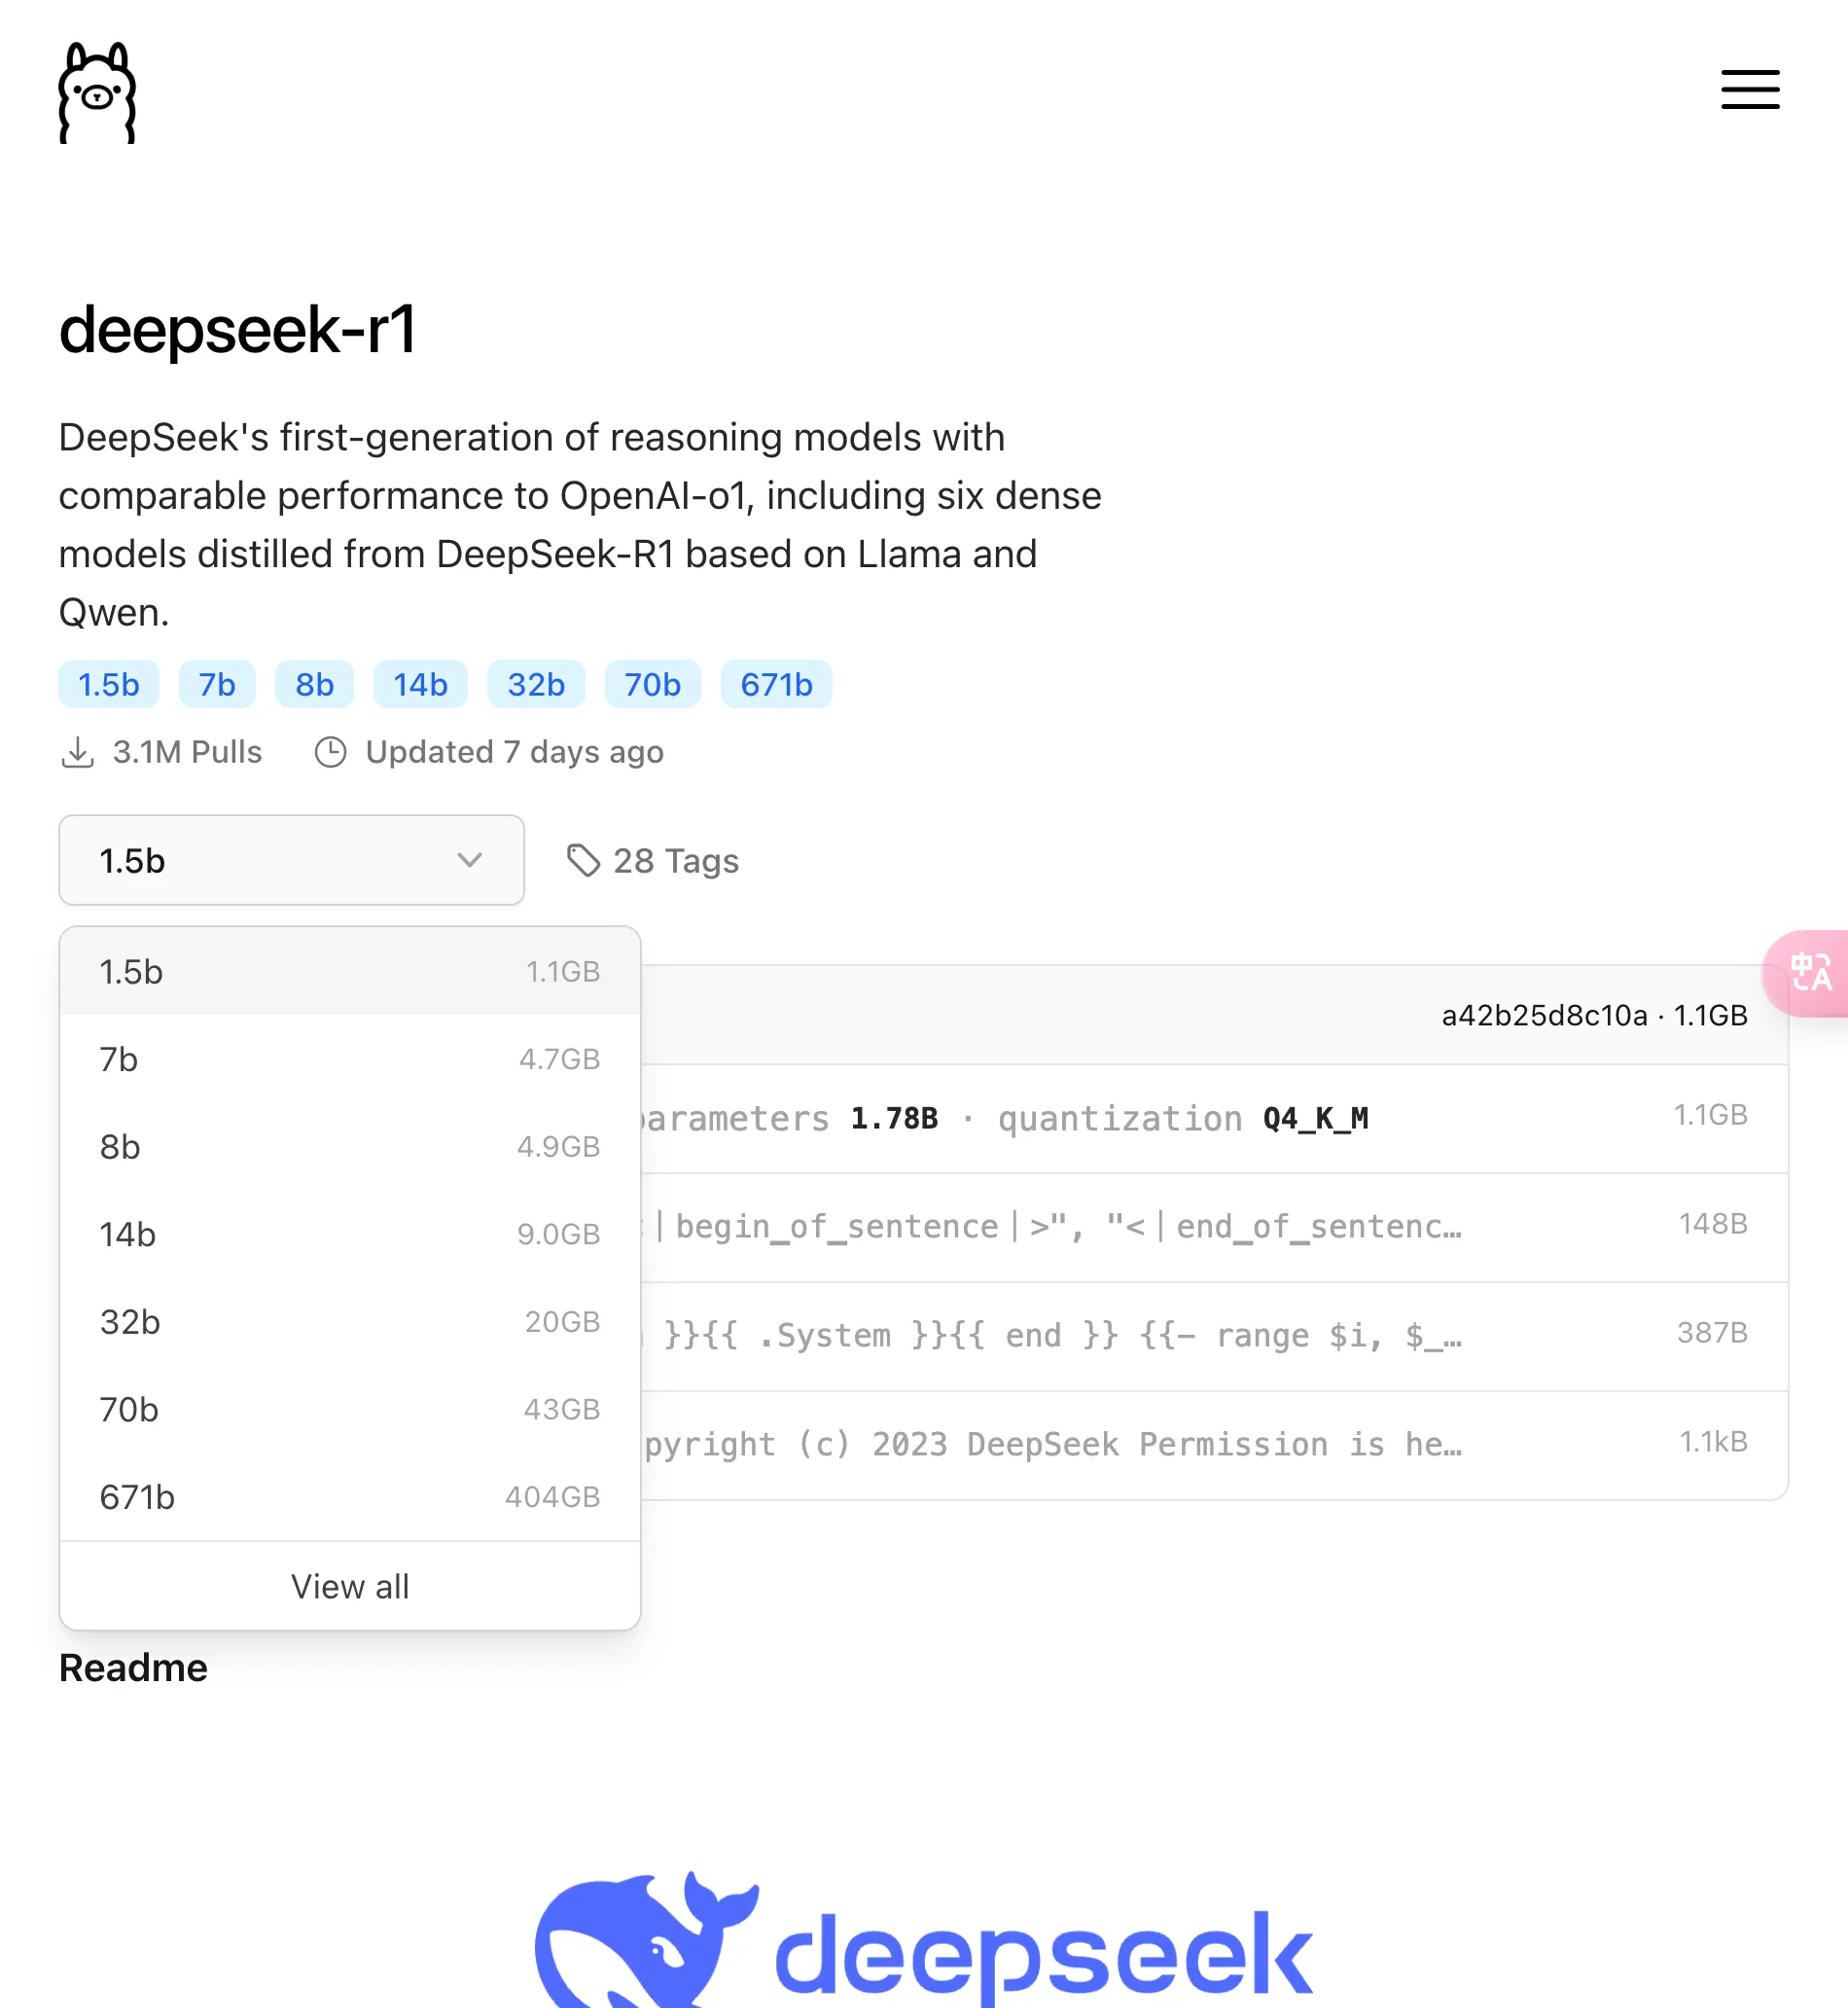 deepseek-r1
DeepSeek's first-generation of reasoning models with
comparable performance to OpenAI-o1, including six dense
models distilled from DeepSeek-R1 based on Llama and
Qwen.
1.5b 7b 8b 14b 32b 70b 671b
3.1M Pulls Updated 7 days ago
1.5b 28 Tags
1.5b 1.1GB
7b 4.7GB
8b 4.9GB
14b 9.0GB
32b 20GB
70b 43GB
671b 404GB
View all
中A
a42b25d8c10a · 1.1GB
arameters 1.78B · quantization Q4_K_M 1.1GB
|begin_of_sentence|>", "<|end_of_sentenc… 148B
}}{{ .System }}{{ end }} {{- range $i, $_… 387B
pyright (c) 2023 DeepSeek Permission is he… 1.1kB
Readme
deepseek